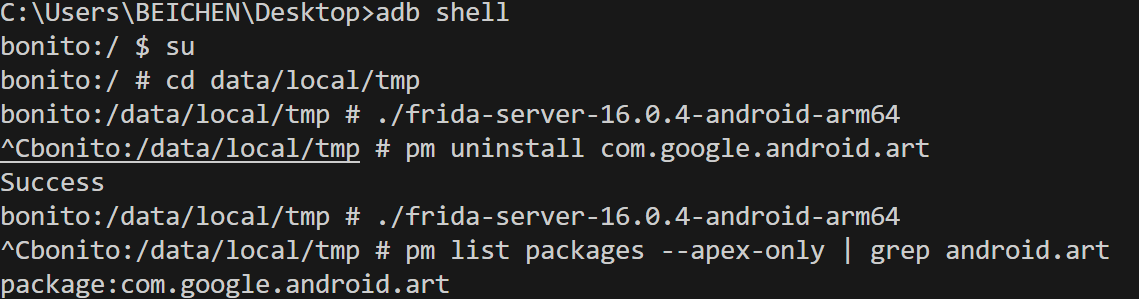 C:\Users\BEICHEN\Desktop>adb shell
bonito:/ $ su
bonito:/ # cd data/local/tmp
bonito:/data/local/tmp # ./frida-server-16.0.4-android-arm64
^Cbonito:/data/local/tmp # pm uninstall com.google.android.art
Success
bonito:/data/local/tmp # ./frida-server-16.0.4-android-arm64
^Cbonito:/data/local/tmp # pm list packages --apex-only | grep android.art
package:com.google.android.art